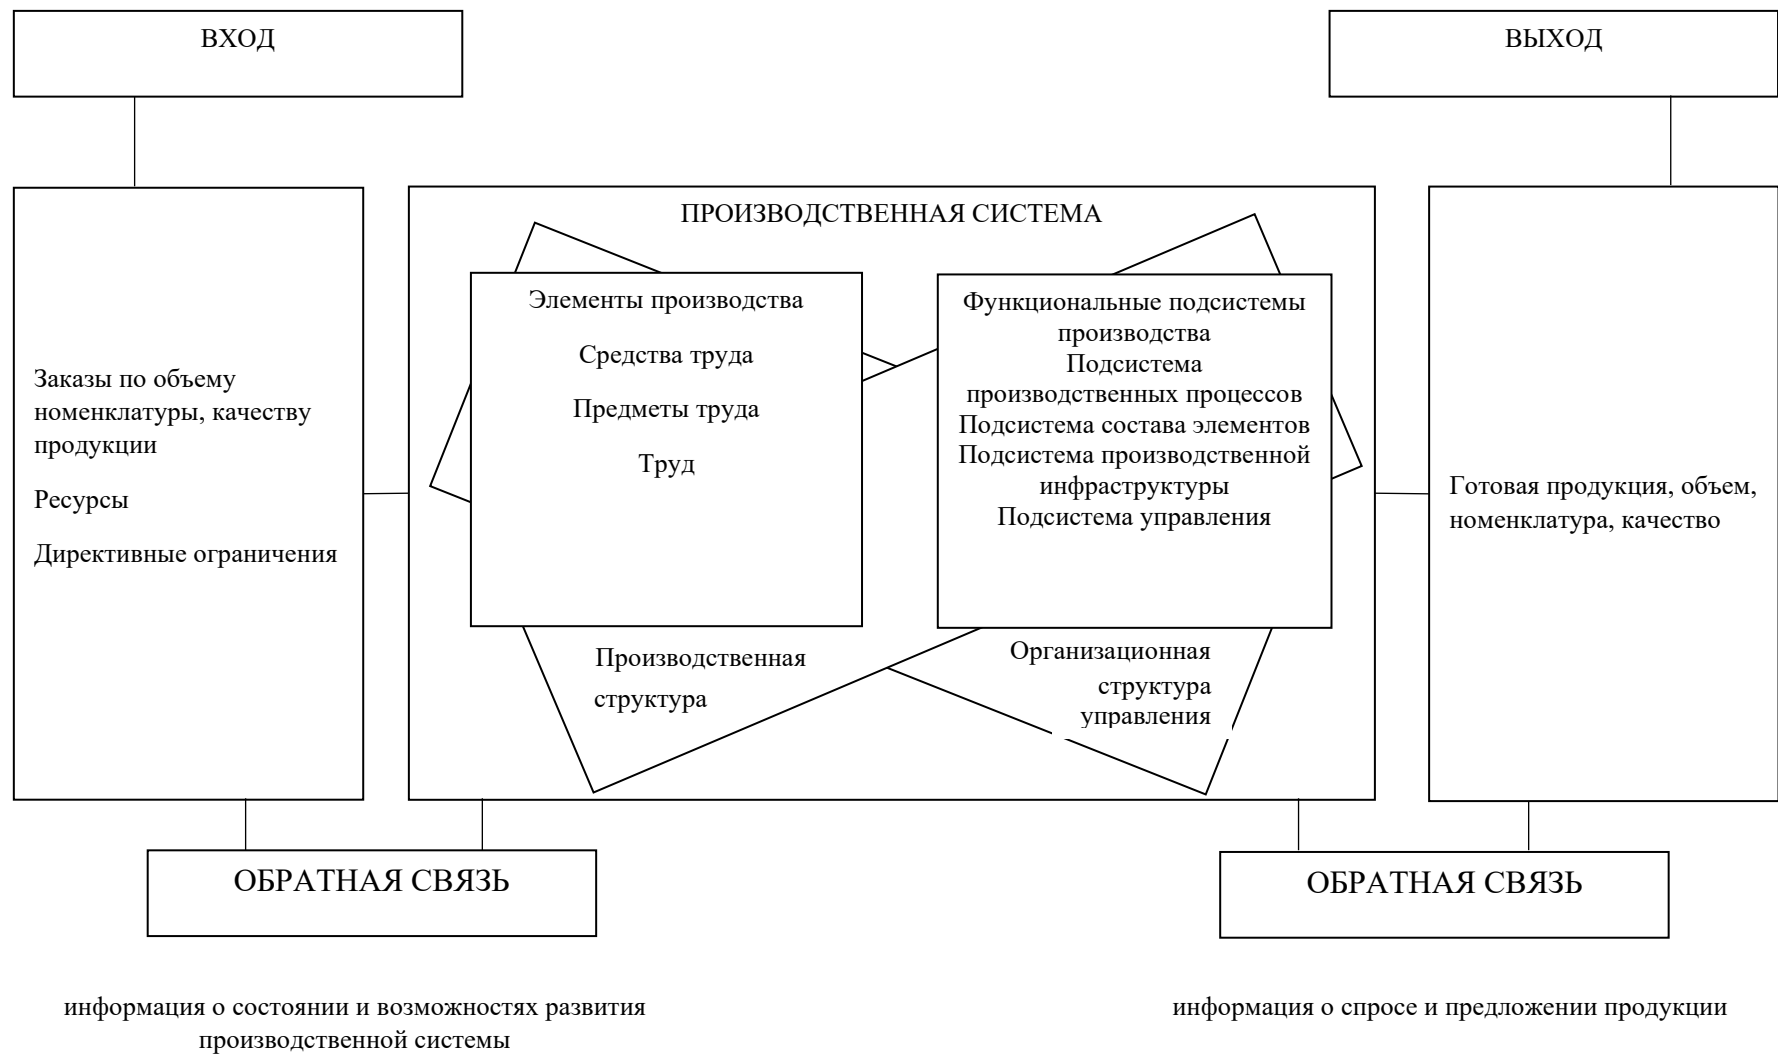 ВХОД
ВЫХОД
Заказы по объему
номенклатуры, качеству
продукции
Ресурсы
Директивные ограничения
ПРОИЗВОДСТВЕННАЯ СИСТЕМА
Элементы производства
Средства труда
Предметы труда
Труд
Функциональные подсистемы
производства
Подсистема
производственных процессов
Подсистема состава элементов
Подсистема производственной
инфраструктуры
Подсистема управления
Производственная
структура
Организационная
структура
управления
Готовая продукция, объем,
номенклатура, качество
ОБРАТНАЯ СВЯЗЬ
ОБРАТНАЯ СВЯЗЬ
информация о состоянии и возможностях развития
производственной системы
информация о спросе и предложении продукции